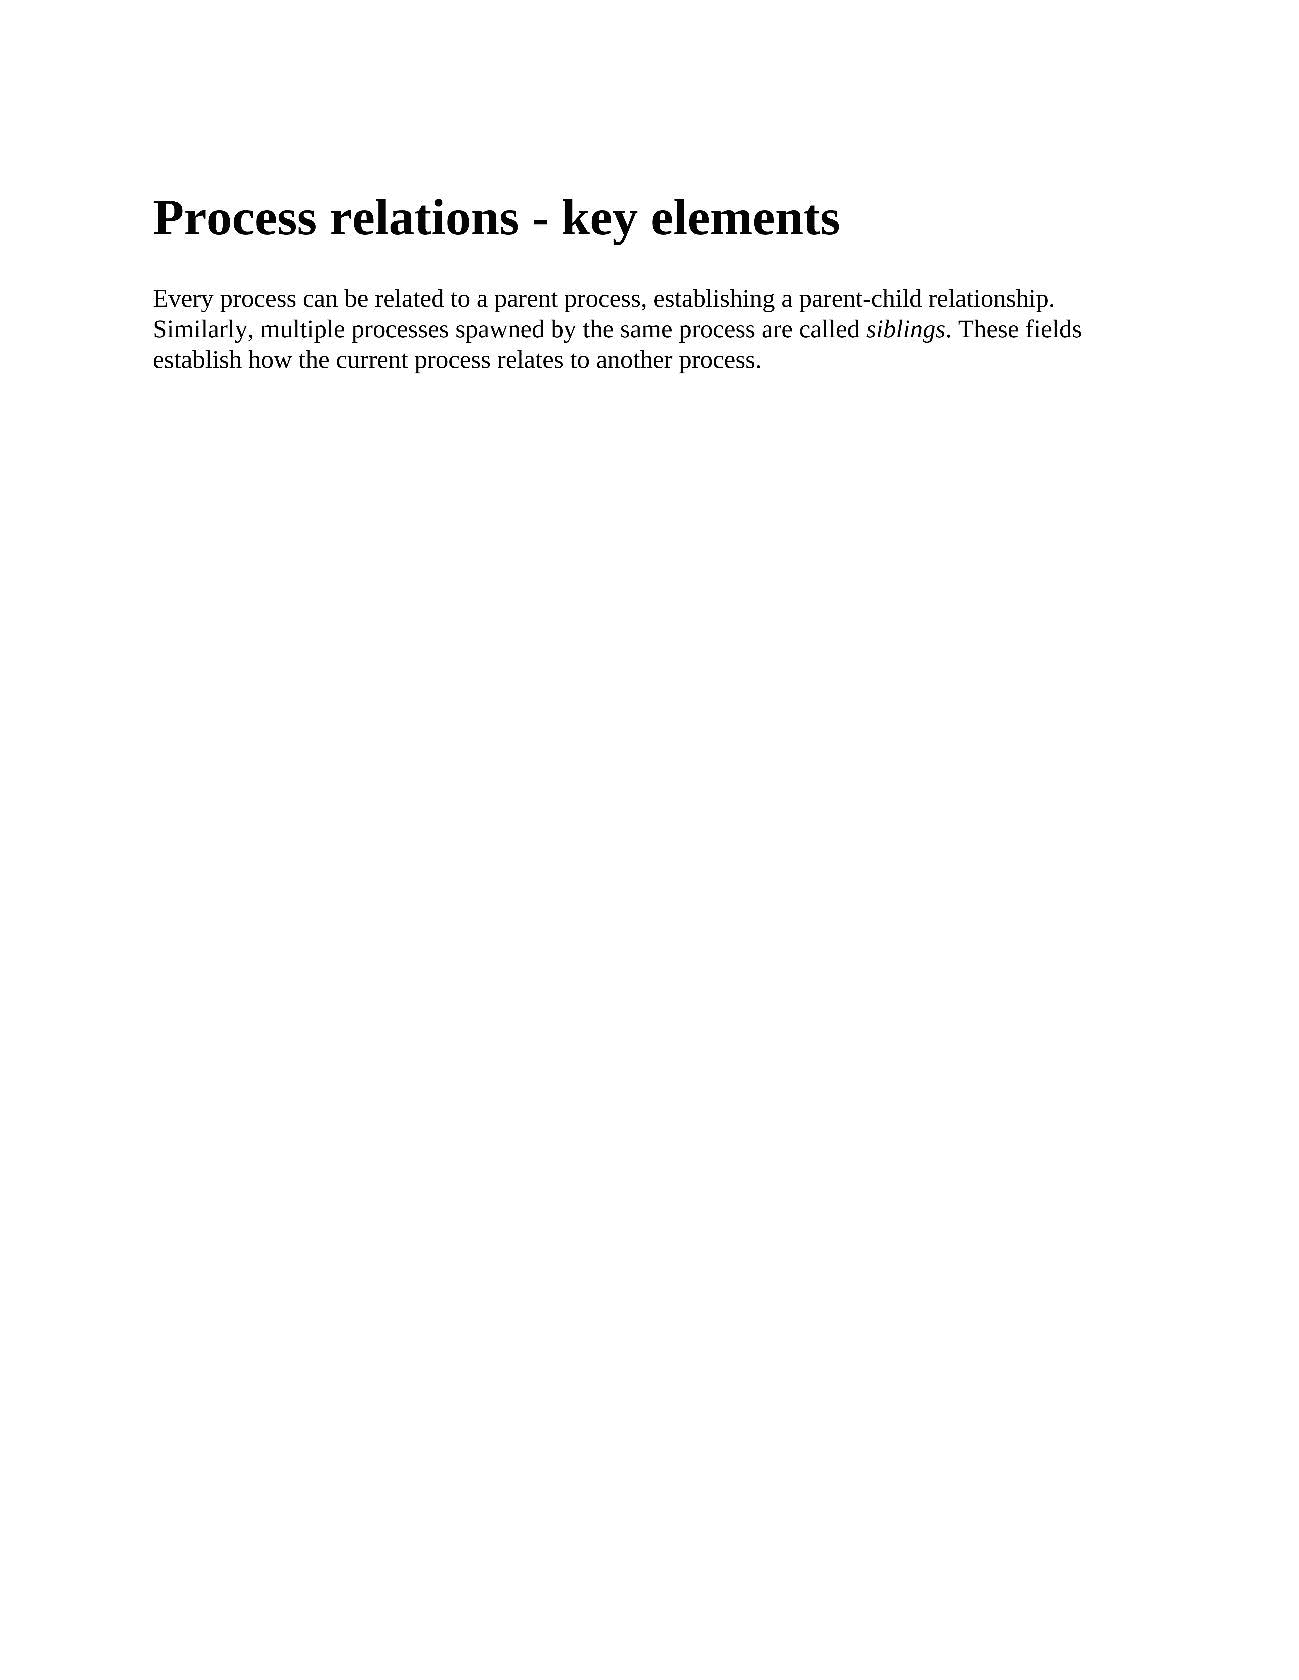 Process relations - key elements
Every process can be related to a parent process, establishing a parent-child relationship.
Similarly, multiple processes spawned by the same process are called siblings. These fields
establish how the current process relates to another process.